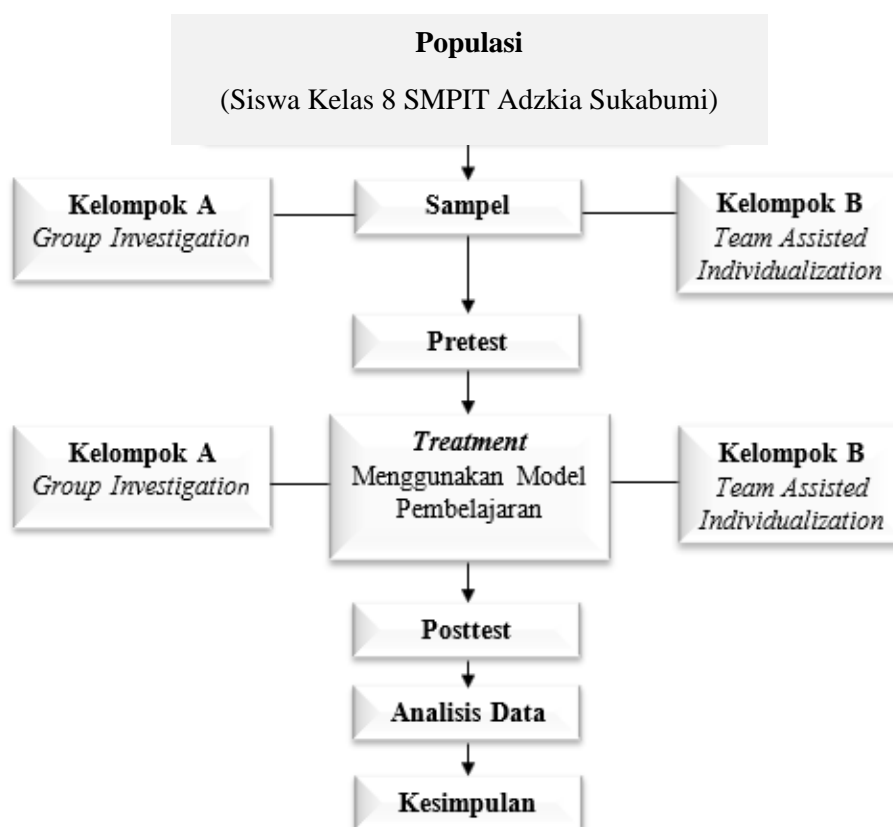 Populasi
(Siswa Kelas 8 SMPIT Adzkia Sukabumi)
Kelompok A
Group Investigation
Sampel
Kelompok B
Team Assisted
Individualization
Pretest
Kelompok A
Group Investigation
Treatment
Menggunakan Model
Pembelajaran
Kelompok B
Team Assisted
Individualization
Posttest
Analisis Data
Kesimpulan